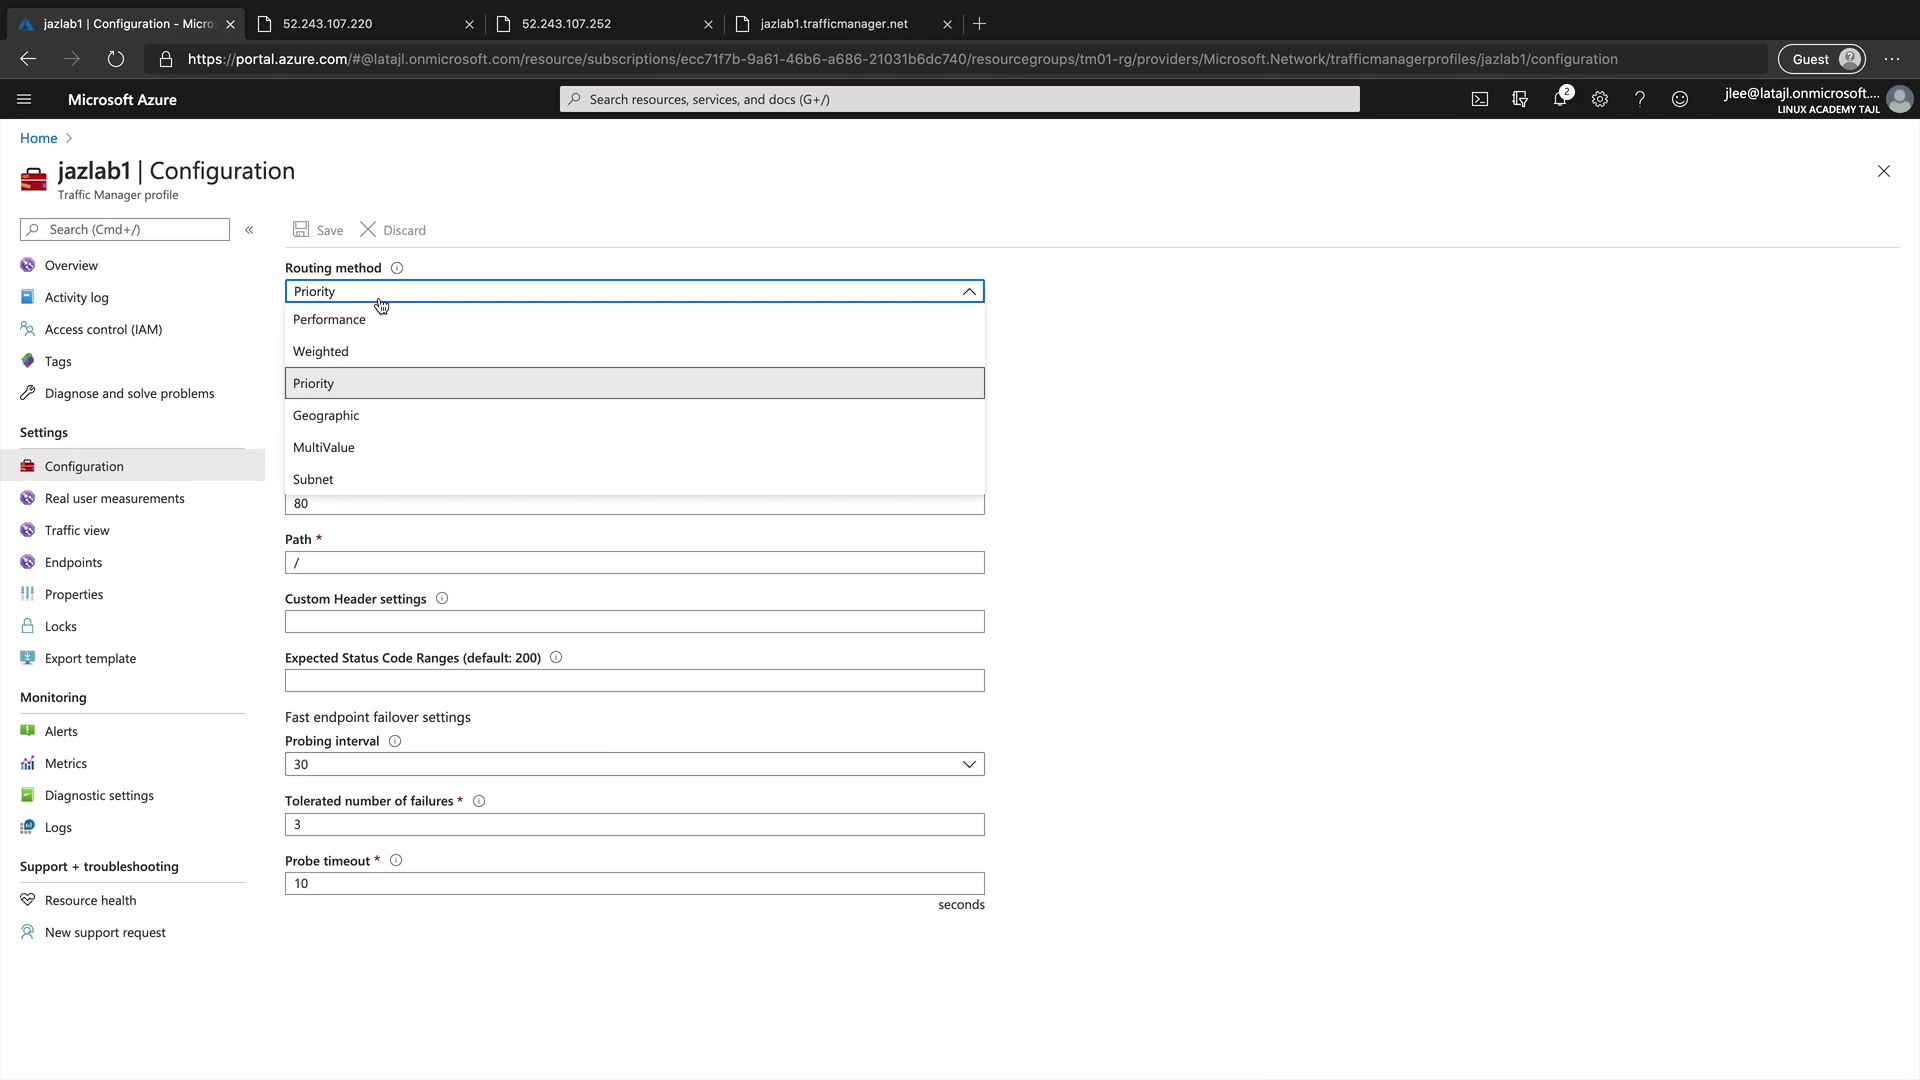 jazlab1 | Configuration - Micro
52.243.107.220
52.243.107.252
jazlab1.trafficmanager.net
https://portal.azure.com/#@latajl.onmicrosoft.com/resource/subscriptions/ecc71f7b-9a61-46b6-a686-21031b6dc740/resourcegroups/tm01-rg/providers/Microsoft.Network/trafficmanagerprofiles/jazlab1/configuration
Guest
Microsoft Azure
Search resources, services, and docs (G+/)
2
jlee@latajl.onmicrosoft....
LINUX ACADEMY TAJL
Home
jazlab1 | Configuration
Traffic Manager profile
Search (Cmd+/)
Overview
Activity log
Access control (IAM)
Tags
Diagnose and solve problems
Settings
Configuration
Real user measurements
Traffic view
Endpoints
Properties
Locks
Export template
Monitoring
Alerts
Metrics
Diagnostic settings
Logs
Support + troubleshooting
Resource health
New support request
Save
Discard
Routing method
Priority
Performance
Weighted
Priority
Geographic
MultiValue
Subnet
80
Path *
/
Custom Header settings
Expected Status Code Ranges (default: 200)
Fast endpoint failover settings
Probing interval
30
Tolerated number of failures *
3
Probe timeout *
10
seconds